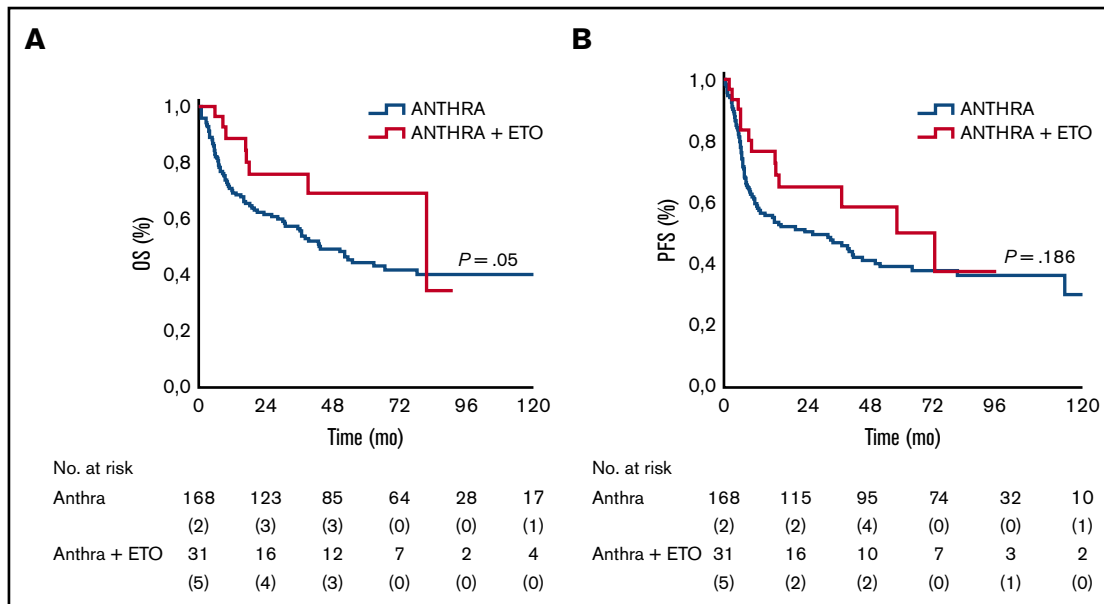 A
1,0
0,8
0,6
0,4
0,2
0,0
OS (%)
ANTHRA
ANTHRA + ETO
P = .05
0 24 48 72 96 120
Time (mo)
No. at risk
Anthra 168 123 85 64 28 17
(2) (3) (3) (0) (0) (1)
Anthra + ETO 31 16 12 7 2 4
(5) (4) (3) (0) (0) (0)
B
1,0
0,8
0,6
0,4
0,2
0,0
PFS (%)
ANTHRA
ANTHRA + ETO
P = .186
0 24 48 72 96 120
Time (mo)
No. at risk
Anthra 168 115 95 74 32 10
(2) (2) (4) (0) (0) (1)
Anthra + ETO 31 16 10 7 3 2
(5) (2) (2) (0) (1) (0)